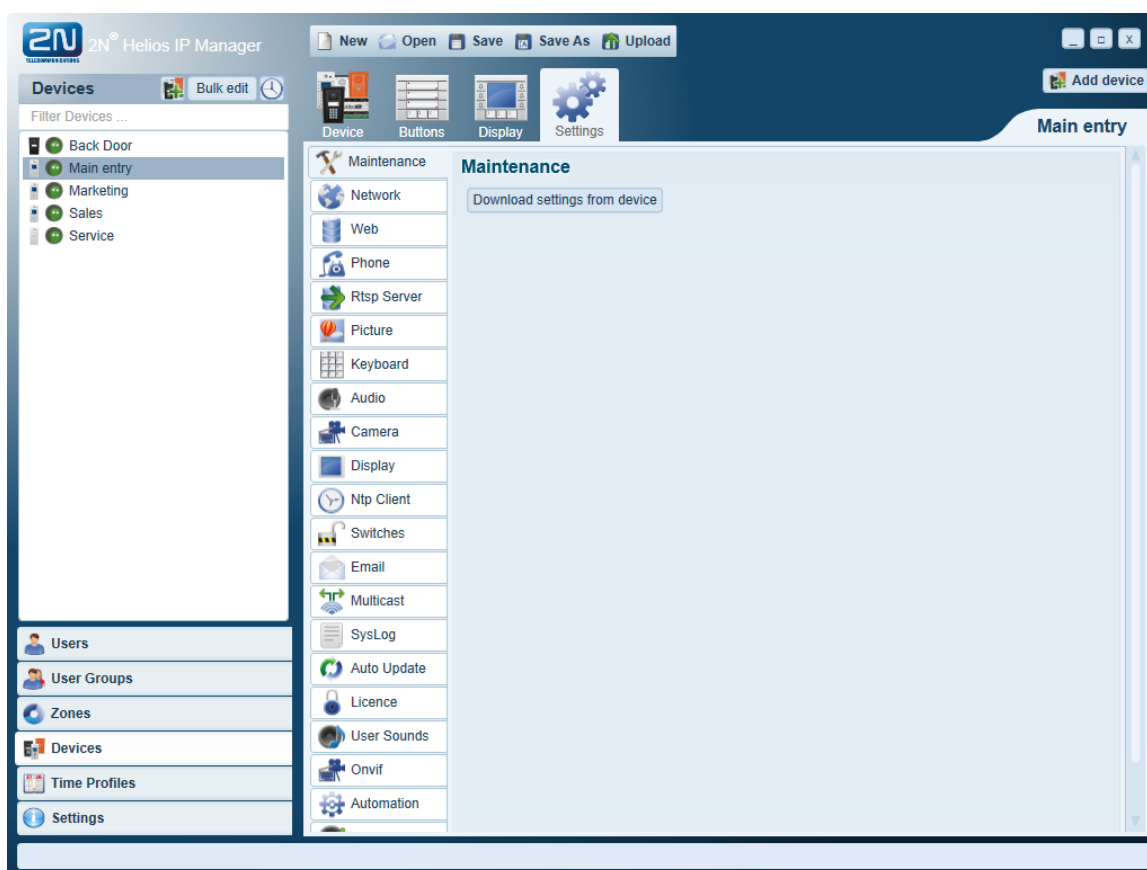 2N
TELECOMMUNICATIONS
2N® Helios IP Manager
New Open Save Save As Upload
Devices
Bulk edit
Add device
Filter Devices ...
Device Buttons Display Settings
Main entry
Back Door
Main entry
Marketing
Sales
Service
Maintenance
Network
Web
Phone
Rtsp Server
Picture
Keyboard
Audio
Camera
Display
Ntp Client
Switches
Email
Multicast
SysLog
Auto Update
Licence
User Sounds
Onvif
Automation
Maintenance
Download settings from device
Users
User Groups
Zones
Devices
Time Profiles
Settings